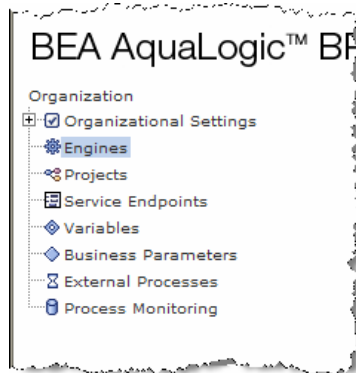 BEA AquaLogic™ BP
Organization
Organizational Settings
Engines
Projects
Service Endpoints
Variables
Business Parameters
External Processes
Process Monitoring